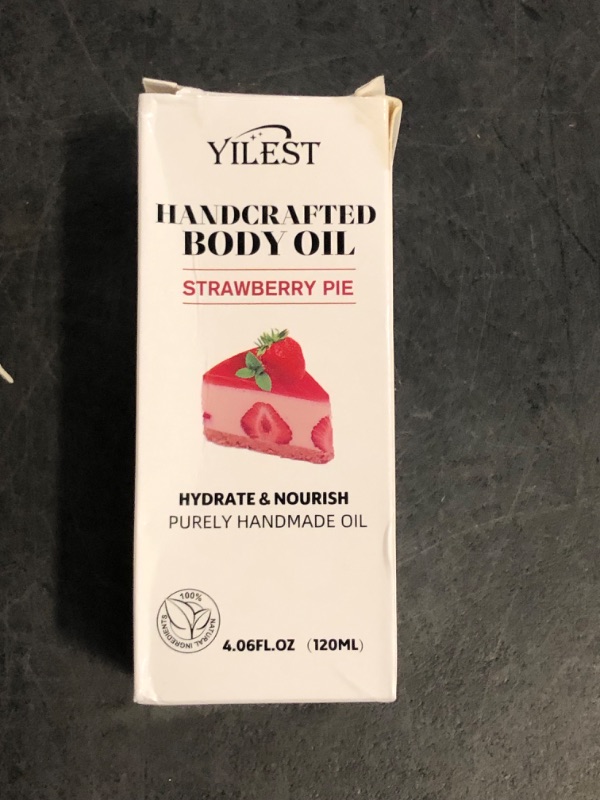 YILEST
HANDCRAFTED
BODY OIL
STRAWBERRY PIE
HYDRATE & NOURISH
PURELY HANDMADE OIL
100%
NATURAL INGREDIENTS
4.06FL.OZ （120ML）